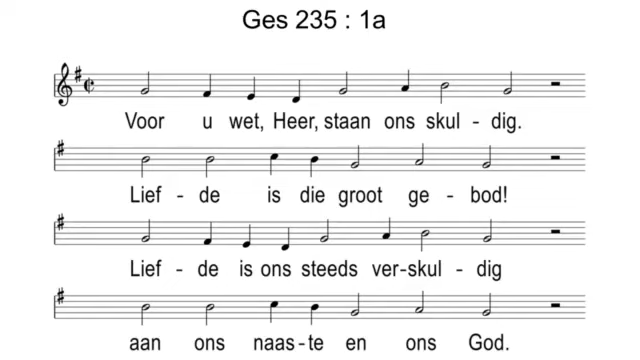 Ges 235 : 1a
Voor u wet, Heer, staan ons skul - dig.
Lief - de is die groot ge - bod!
Lief - de is ons steeds ver-skul - dig
aan ons naas-te en ons God.